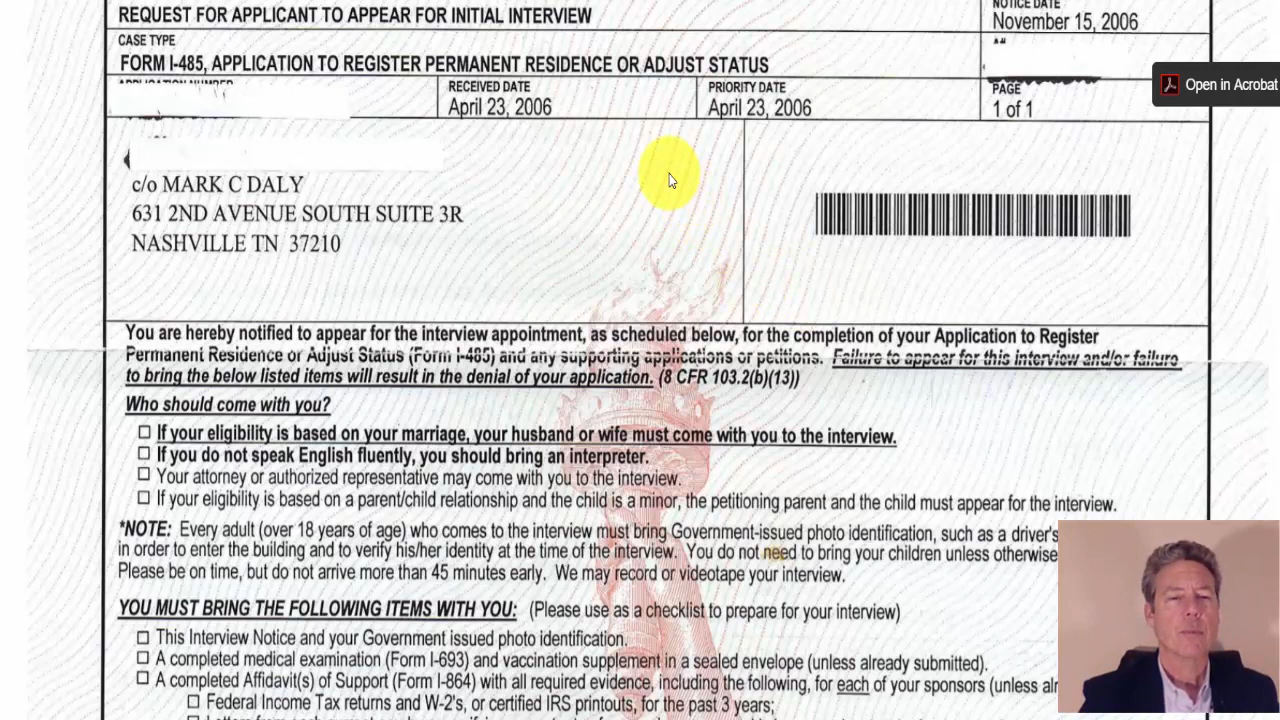 REQUEST FOR APPLICANT TO APPEAR FOR INITIAL INTERVIEW
NOTICE DATE
November 15, 2006
CASE TYPE
FORM I-485, APPLICATION TO REGISTER PERMANENT RESIDENCE OR ADJUST STATUS
APPLICATION NUMBER
RECEIVED DATE
April 23, 2006
PRIORITY DATE
April 23, 2006
PAGE
1 of 1
Open in Acrobat
c/o MARK C DALY
631 2ND AVENUE SOUTH SUITE 3R
NASHVILLE TN 37210
You are hereby notified to appear for the interview appointment, as scheduled below, for the completion of your Application to Register
Permanent Residence or Adjust Status (Form I-485) and any supporting applications or petitions. Failure to appear for this interview and/or failure
to bring the below listed items will result in the denial of your application. (8 CFR 103.2(b)(13))
Who should come with you?
If your eligibility is based on your marriage, your husband or wife must come with you to the interview.
If you do not speak English fluently, you should bring an interpreter.
Your attorney or authorized representative may come with you to the interview.
If your eligibility is based on a parent/child relationship and the child is a minor, the petitioning parent and the child must appear for the interview.
*NOTE: Every adult (over 18 years of age) who comes to the interview must bring Government-issued photo identification, such as a driver's
in order to enter the building and to verify his/her identity at the time of the interview. You do not need to bring your children unless otherwise
Please be on time, but do not arrive more than 45 minutes early. We may record or videotape your interview.
YOU MUST BRING THE FOLLOWING ITEMS WITH YOU: (Please use as a checklist to prepare for your interview)
This Interview Notice and your Government issued photo identification.
A completed medical examination (Form I-693) and vaccination supplement in a sealed envelope (unless already submitted).
A completed Affidavit(s) of Support (Form I-864) with all required evidence, including the following, for each of your sponsors (unless
Federal Income Tax returns and W-2's, or certified IRS printouts, for the past 3 years;